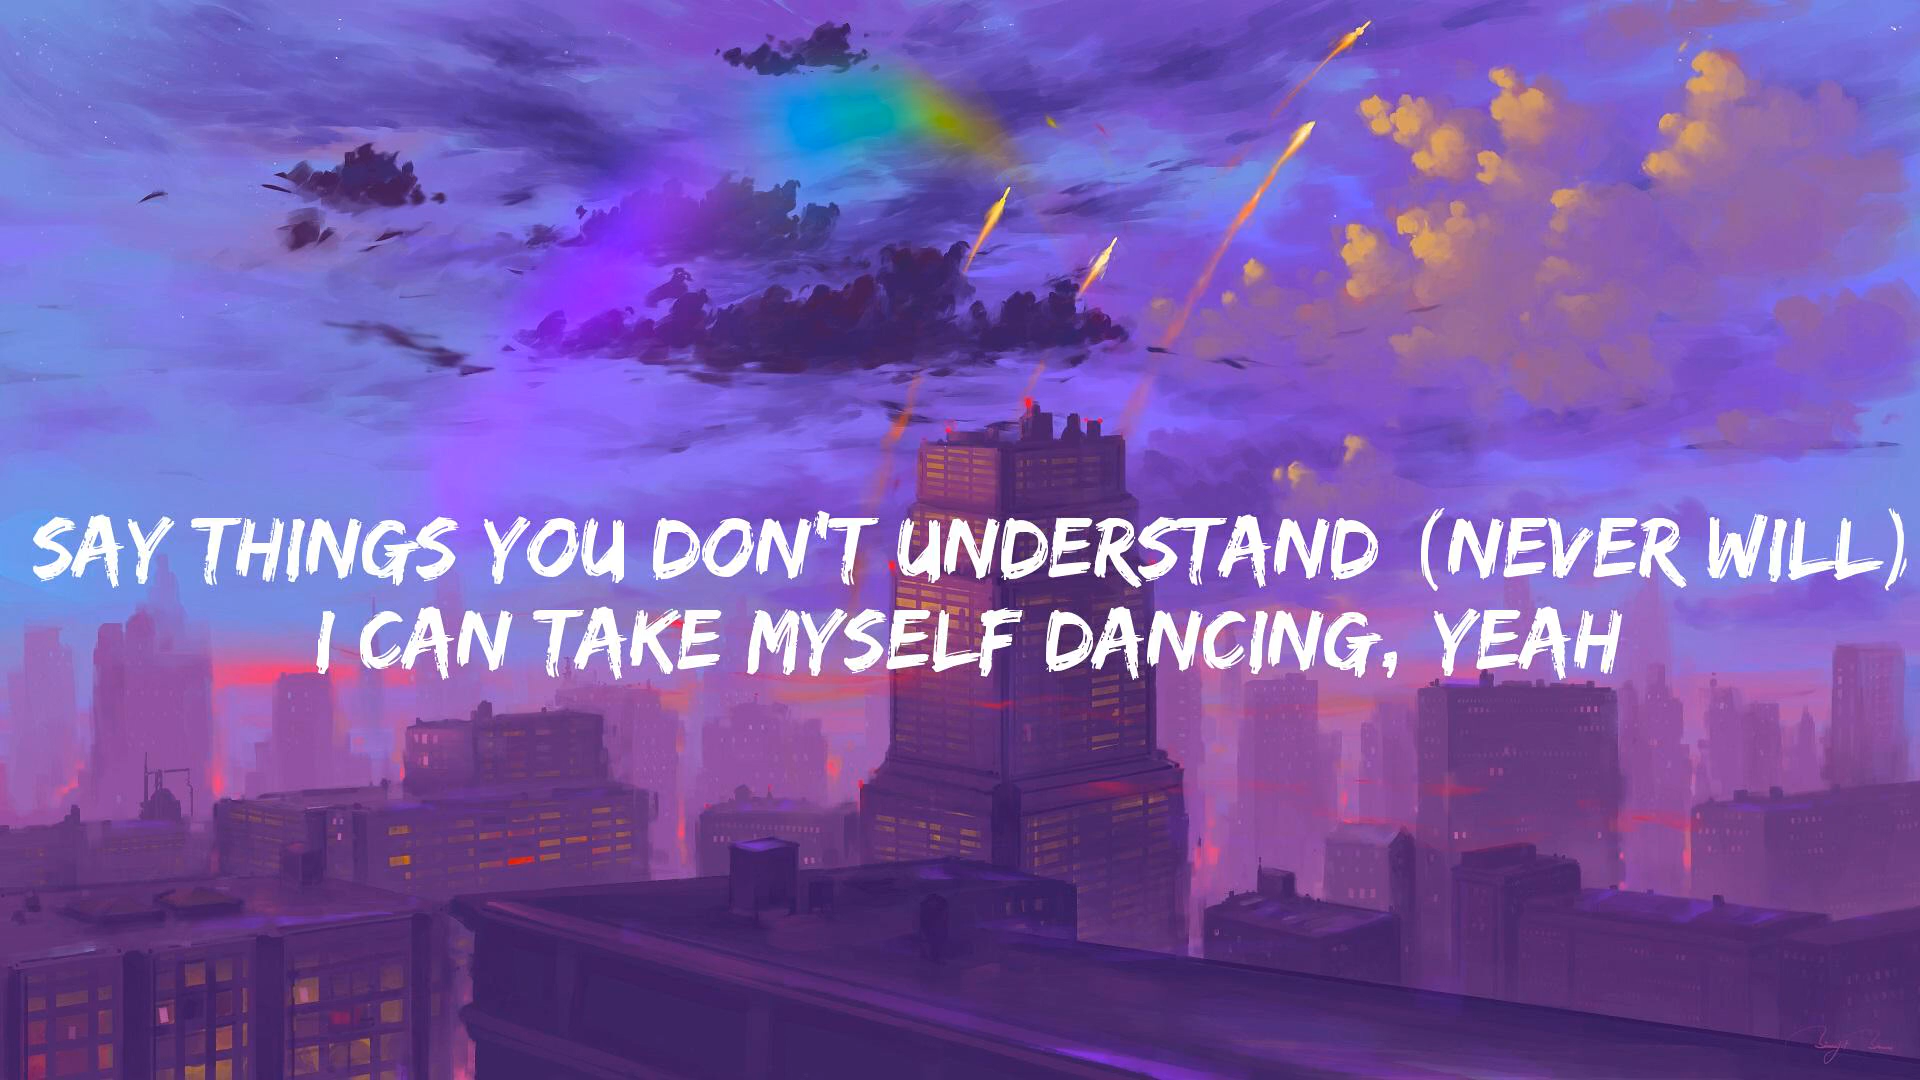 SAY THINGS YOU DON'T UNDERSTAND (NEVER WILL)
I CAN TAKE MYSELF DANCING, YEAH